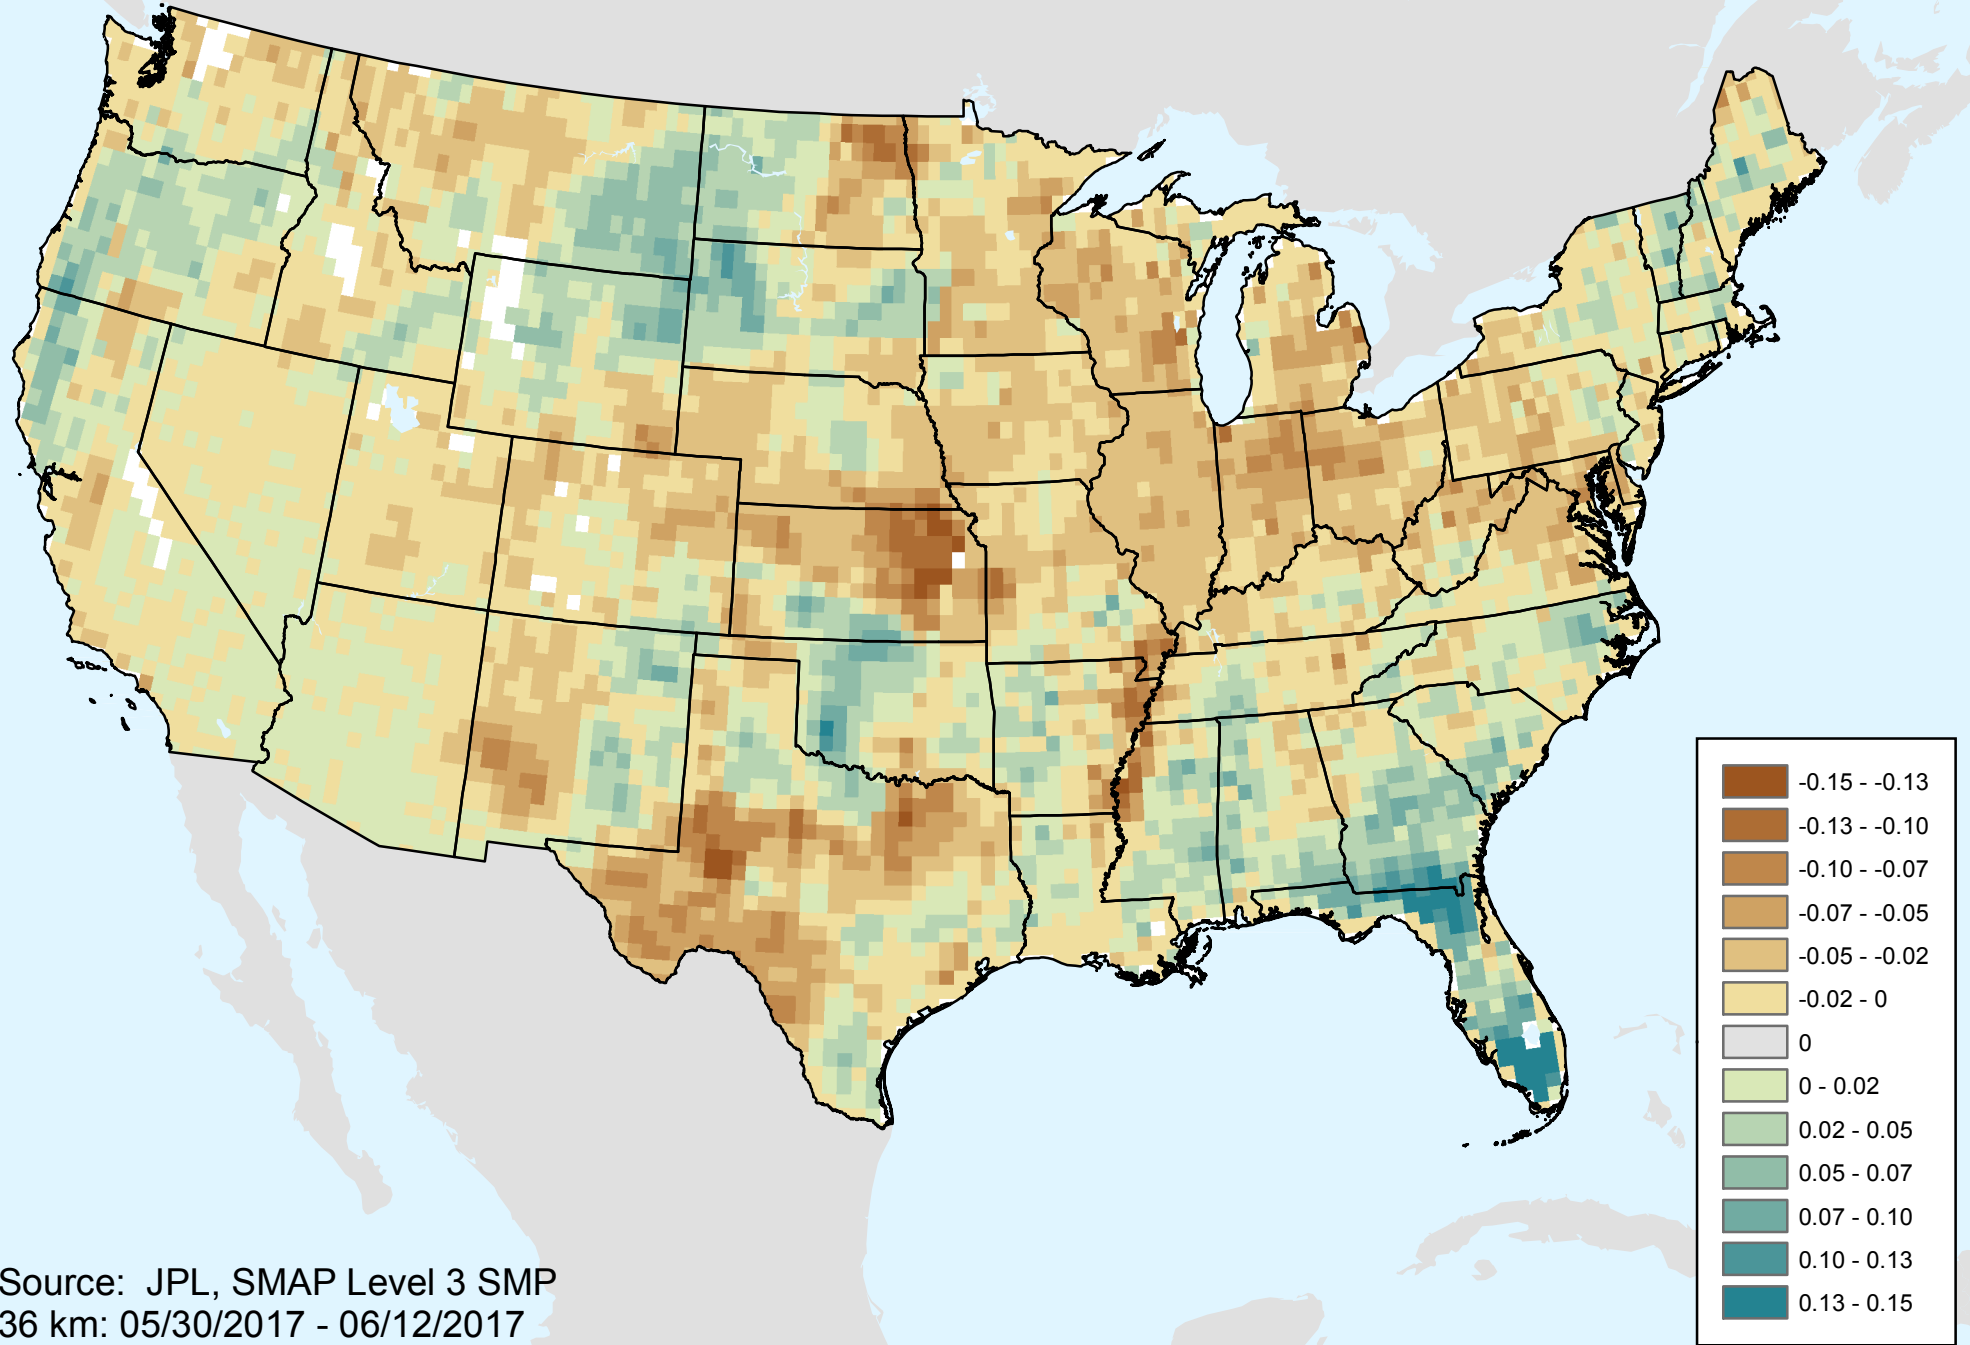 -0.15 - -0.13
-0.13 - -0.10
-0.10 - -0.07
-0.07 - -0.05
-0.05 - -0.02
-0.02 - 0
0
0 - 0.02
0.02 - 0.05
0.05 - 0.07
0.07 - 0.10
0.10 - 0.13
0.13 - 0.15
Source: JPL, SMAP Level 3 SMP
36 km: 05/30/2017 - 06/12/2017